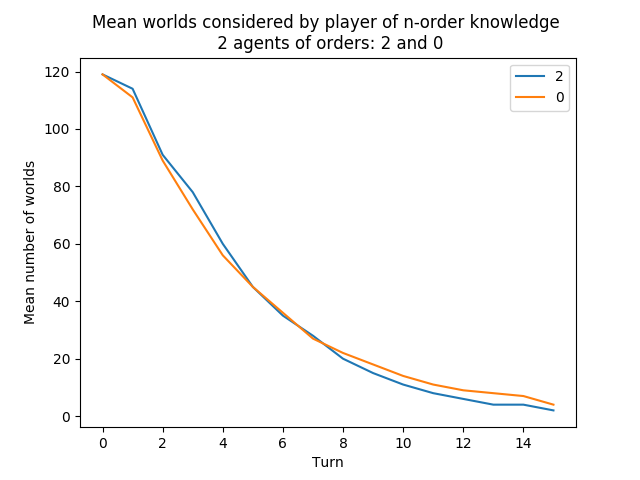 Mean worlds considered by player of n-order knowledge
2 agents of orders: 2 and 0
2
0
120
100
80
60
40
20
0
Mean number of worlds
0 2 4 6 8 10 12 14
Turn